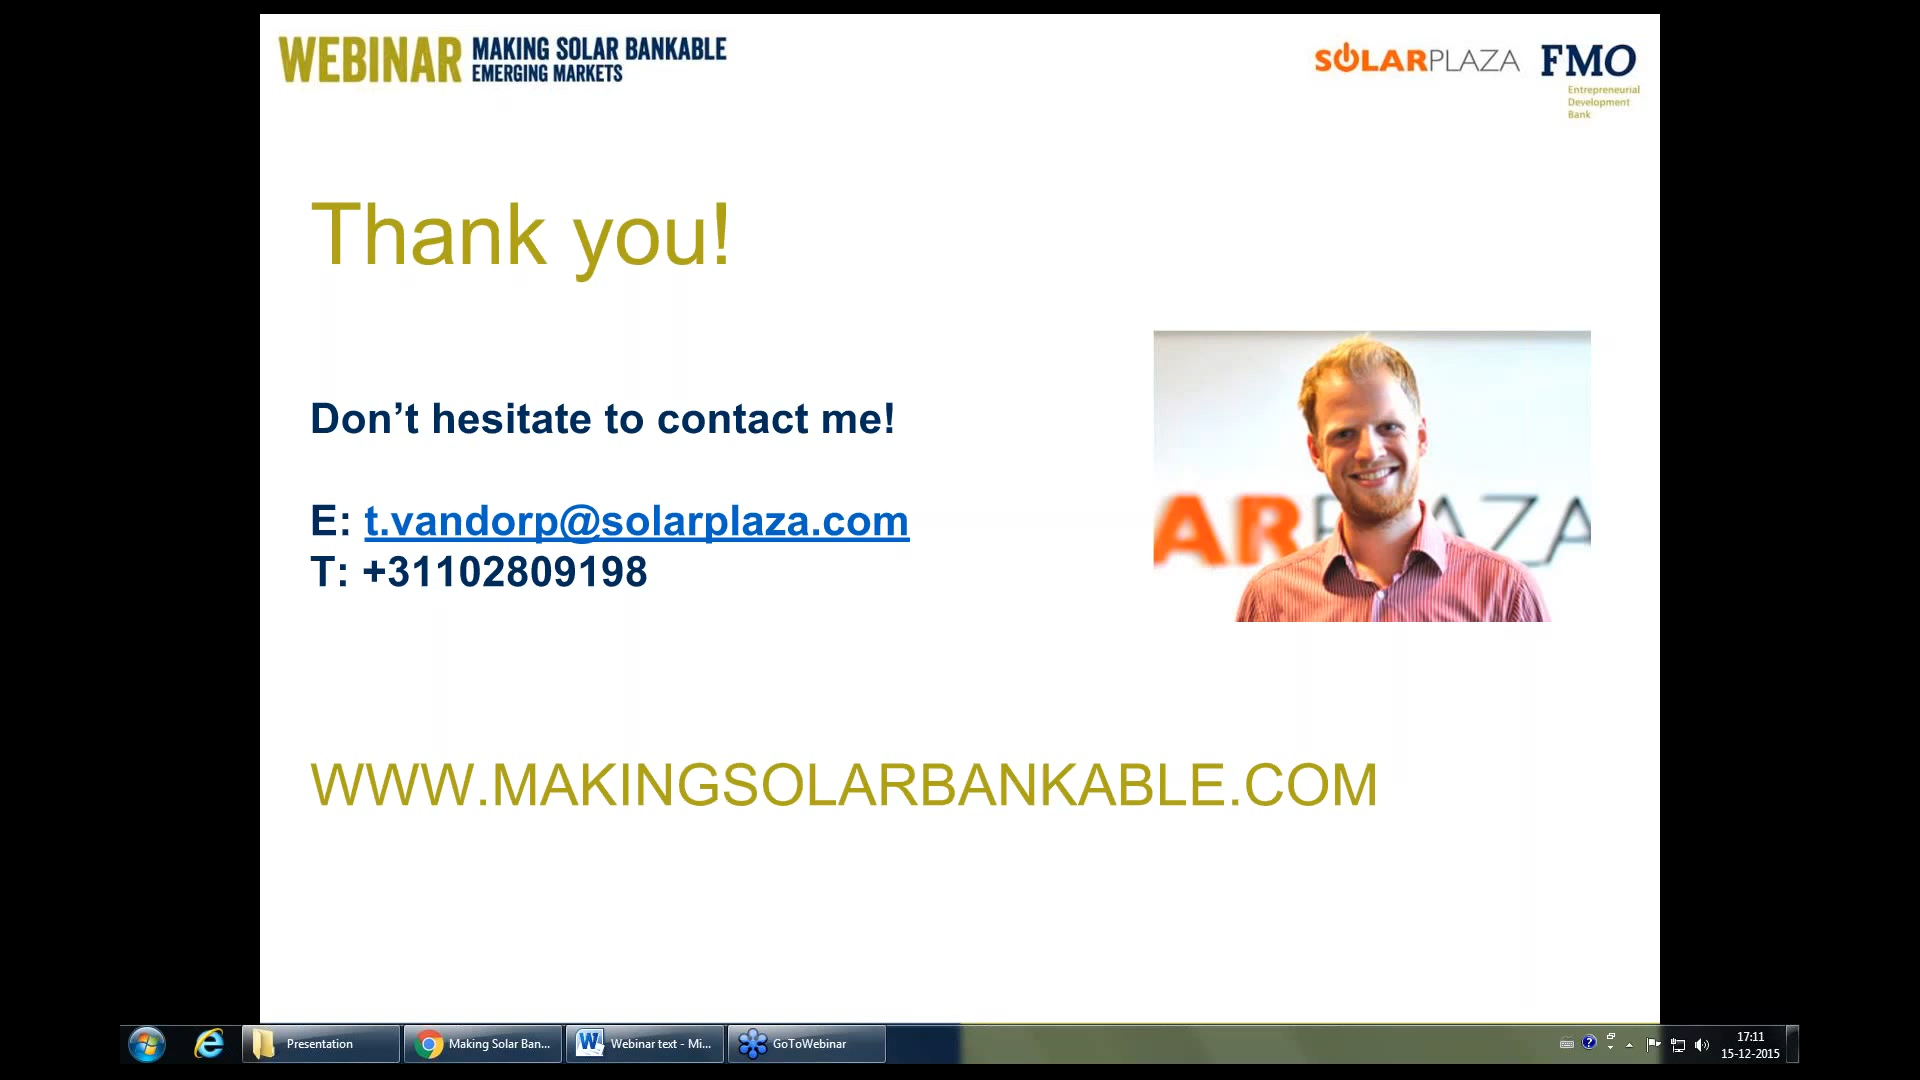 WEBINAR MAKING SOLAR BANKABLE
EMERGING MARKETS
SOLARPLAZA FMO
Entrepreneurial
Development
Bank
Thank you!
Don’t hesitate to contact me!
E: t.vandorp@solarplaza.com
T: +31102809198
ARPLAZA
WWW.MAKINGSOLARBANKABLE.COM
Presentation
Making Solar Ban...
Webinar text - Mi...
GoToWebinar
17:11
15-12-2015